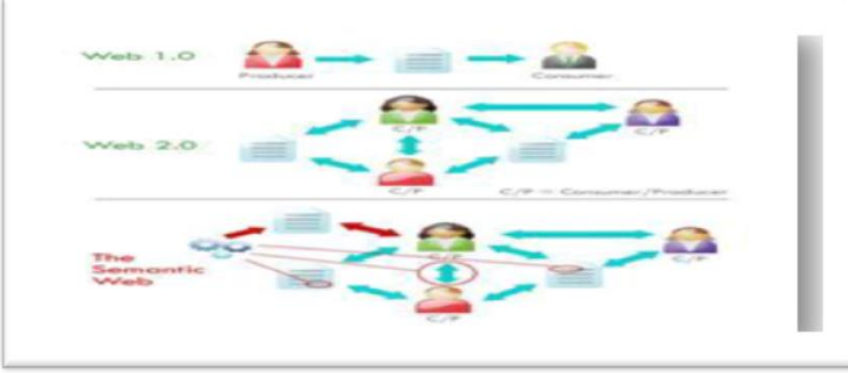 Web 1.0
Producer
Consumer
Web 2.0
C/P
C/P
C/P
C/P = Consumer/Producer
The
Semantic
Web
C/P
C/P
C/P